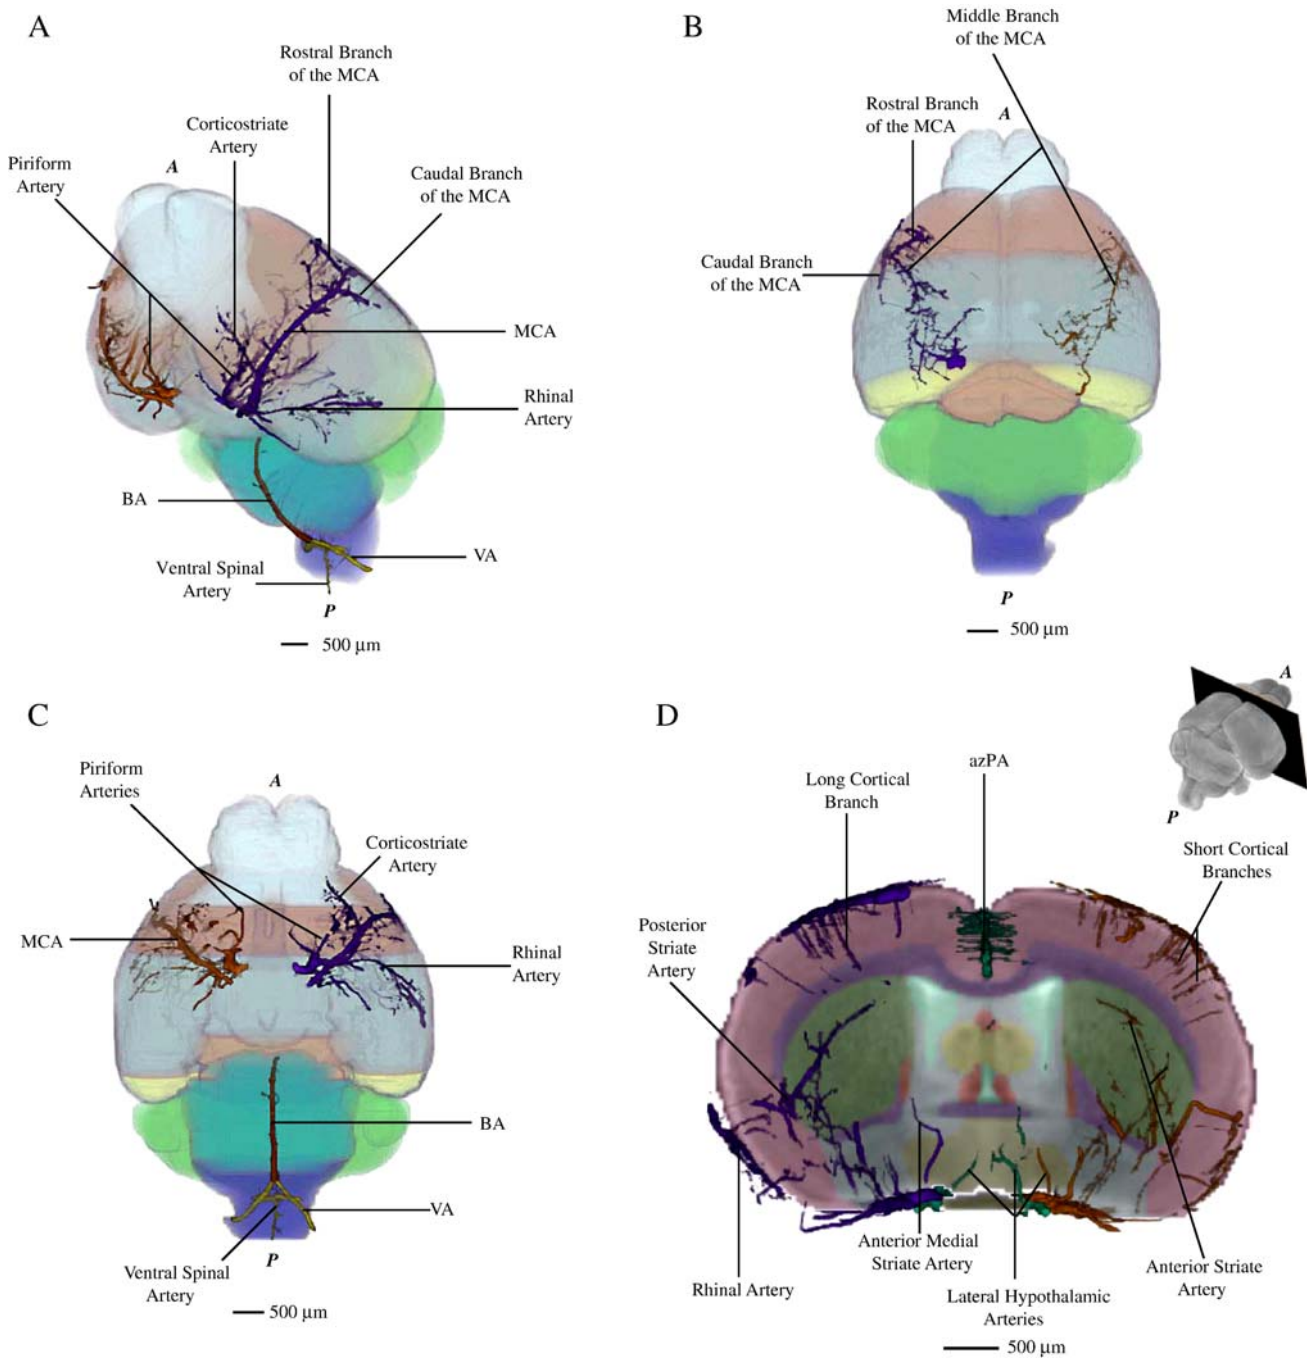 A
Rostral Branch
of the MCA
Corticostriate
Artery
Piriform
Artery
A
Caudal Branch
of the MCA
MCA
Rhinal
Artery
BA
VA
Ventral Spinal
Artery
P
500 µm
B
Middle Branch
of the MCA
Rostral Branch
of the MCA
A
Caudal Branch
of the MCA
P
500 µm
C
A
Piriform
Arteries
Corticostriate
Artery
MCA
Rhinal
Artery
BA
VA
P
Ventral Spinal
Artery
500 µm
D
A
P
azPA
Long Cortical
Branch
Short Cortical
Branches
Posterior
Striate
Artery
Anterior Medial
Striate Artery
Rhinal Artery
Lateral Hypothalamic
Arteries
Anterior Striate
Artery
500 µm